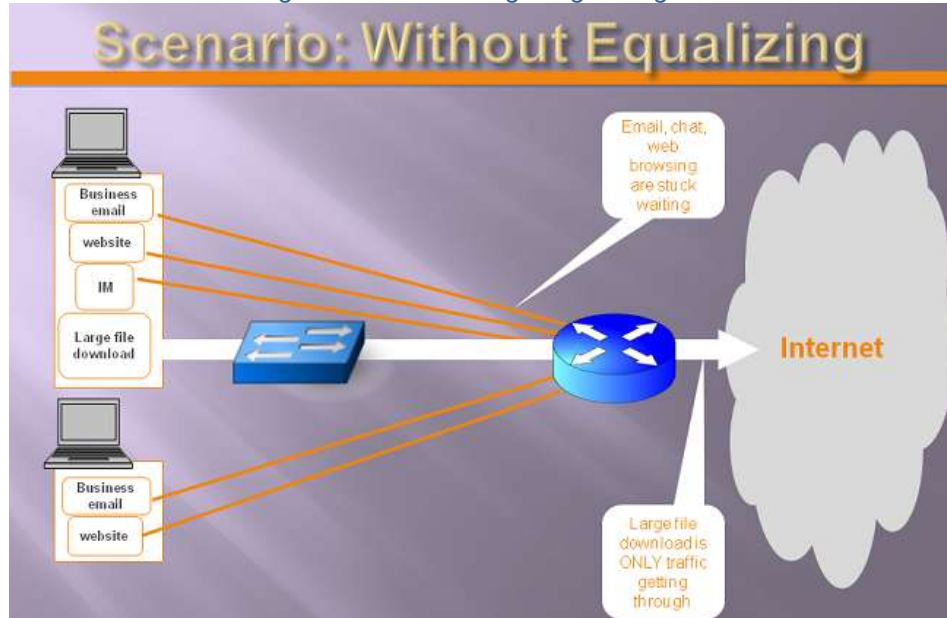 Scenario: Without Equalizing
Email, chat,
web
browsing
are stuck
waiting
Business
email
website
IM
Large file
download
Internet
Business
email
website
Large file
download is
ONLY traffic
getting
through